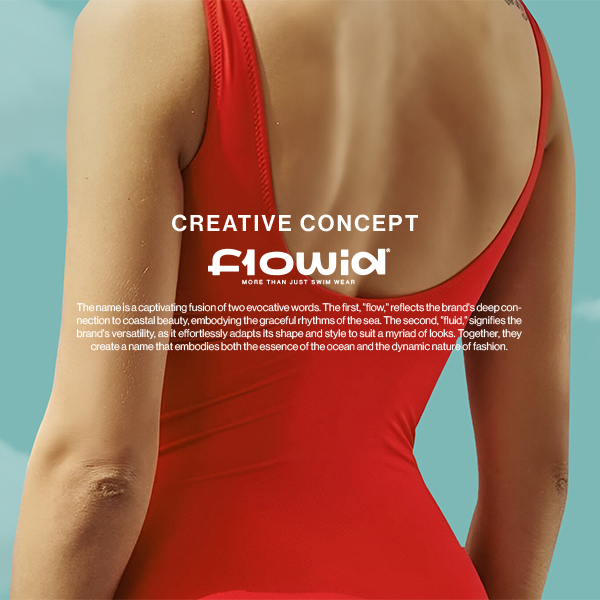 CREATIVE CONCEPT
flowid®
MORE THAN JUST SWIM WEAR
The name is a captivating fusion of two evocative words. The first, "flow," reflects the brand's deep con-
nection to coastal beauty, embodying the graceful rhythms of the sea. The second, "fluid," signifies the
brand's versatility, as it effortlessly adapts its shape and style to suit a myriad of looks. Together, they
create a name that embodies both the essence of the ocean and the dynamic nature of fashion.